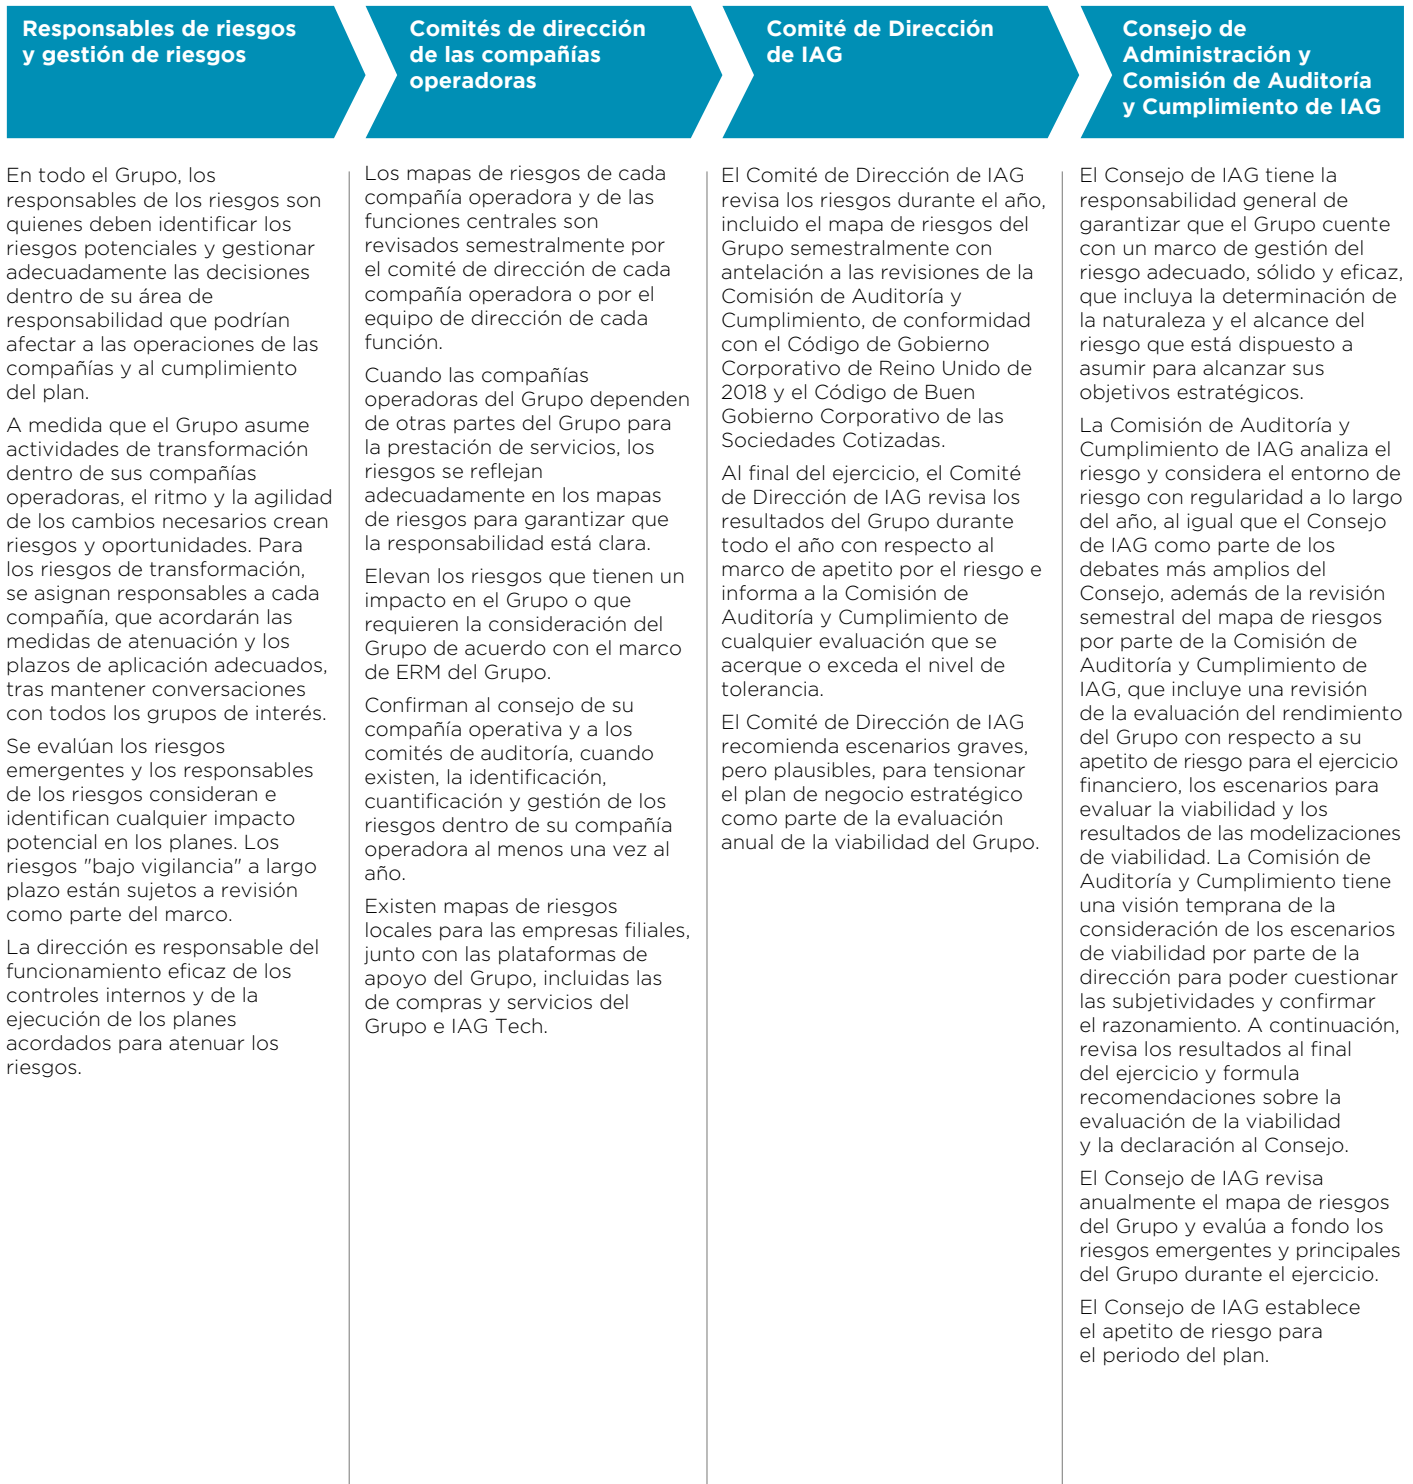 Responsables de riesgos
y gestión de riesgos
En todo el Grupo, los
responsables de los riesgos son
quienes deben identificar los
riesgos potenciales y gestionar
adecuadamente las decisiones
dentro de su área de
responsabilidad que podrían
afectar a las operaciones de las
compañías y al cumplimiento
del plan.
A medida que el Grupo asume
actividades de transformación
dentro de sus compañías
operadoras, el ritmo y la agilidad
de los cambios necesarios crean
riesgos y oportunidades. Para
los riesgos de transformación,
se asignan responsables a cada
compañía, que acordarán las
medidas de atenuación y los
plazos de aplicación adecuados,
tras mantener conversaciones
con todos los grupos de interés.
Se evalúan los riesgos
emergentes y los responsables
de los riesgos consideran e
identifican cualquier impacto
potencial en los planes. Los
riesgos "bajo vigilancia" a largo
plazo están sujetos a revisión
como parte del marco.
La dirección es responsable del
funcionamiento eficaz de los
controles internos y de la
ejecución de los planes
acordados para atenuar los
riesgos.
Comités de dirección
de las compañías
operadoras
Los mapas de riesgos de cada
compañía operadora y de las
funciones centrales son
revisados semestralmente por
el comité de dirección de cada
compañía operadora o por el
equipo de dirección de cada
función.
Cuando las compañías
operadoras del Grupo dependen
de otras partes del Grupo para
la prestación de servicios, los
riesgos se reflejan
adecuadamente en los mapas
de riesgos para garantizar que
la responsabilidad está clara.
Elevan los riesgos que tienen un
impacto en el Grupo o que
requieren la consideración del
Grupo de acuerdo con el marco
de ERM del Grupo.
Confirman al consejo de su
compañía operativa y a los
comités de auditoría, cuando
existen, la identificación,
cuantificación y gestión de los
riesgos dentro de su compañía
operadora al menos una vez al
año.
Existen mapas de riesgos
locales para las empresas filiales,
junto con las plataformas de
apoyo del Grupo, incluidas las
de compras y servicios del
Grupo e IAG Tech.
Comité de Dirección
de IAG
El Comité de Dirección de IAG
revisa los riesgos durante el año,
incluido el mapa de riesgos del
Grupo semestralmente con
antelación a las revisiones de la
Comisión de Auditoría y
Cumplimiento, de conformidad
con el Código de Gobierno
Corporativo de Reino Unido de
2018 y el Código de Buen
Gobierno Corporativo de las
Sociedades Cotizadas.
Al final del ejercicio, el Comité
de Dirección de IAG revisa los
resultados del Grupo durante
todo el año con respecto al
marco de apetito por el riesgo e
informa a la Comisión de
Auditoría y Cumplimiento de
cualquier evaluación que se
acerque o exceda el nivel de
tolerancia.
El Comité de Dirección de IAG
recomienda escenarios graves,
pero plausibles, para tensionar
el plan de negocio estratégico
como parte de la evaluación
anual de la viabilidad del Grupo.
Consejo de
Administración y
Comisión de Auditoría
y Cumplimiento de IAG
El Consejo de IAG tiene la
responsabilidad general de
garantizar que el Grupo cuente
con un marco de gestión del
riesgo adecuado, sólido y eficaz,
que incluya la determinación de
la naturaleza y el alcance del
riesgo que está dispuesto a
asumir para alcanzar sus
objetivos estratégicos.
La Comisión de Auditoría y
Cumplimiento de IAG analiza el
riesgo y considera el entorno de
riesgo con regularidad a lo largo
del año, al igual que el Consejo
de IAG como parte de los
debates más amplios del
Consejo, además de la revisión
semestral del mapa de riesgos
por parte de la Comisión de
Auditoría y Cumplimiento de
IAG, que incluye una revisión
de la evaluación del rendimiento
del Grupo con respecto a su
apetito de riesgo para el ejercicio
financiero, los escenarios para
evaluar la viabilidad y los
resultados de las modelizaciones
de viabilidad. La Comisión de
Auditoría y Cumplimiento tiene
una visión temprana de la
consideración de los escenarios
de viabilidad por parte de la
dirección para poder cuestionar
las subjetividades y confirmar
el razonamiento. A continuación,
revisa los resultados al final
del ejercicio y formula
recomendaciones sobre la
evaluación de la viabilidad
y la declaración al Consejo.
El Consejo de IAG revisa
anualmente el mapa de riesgos
del Grupo y evalúa a fondo los
riesgos emergentes y principales
del Grupo durante el ejercicio.
El Consejo de IAG establece
el apetito de riesgo para
el periodo del plan.